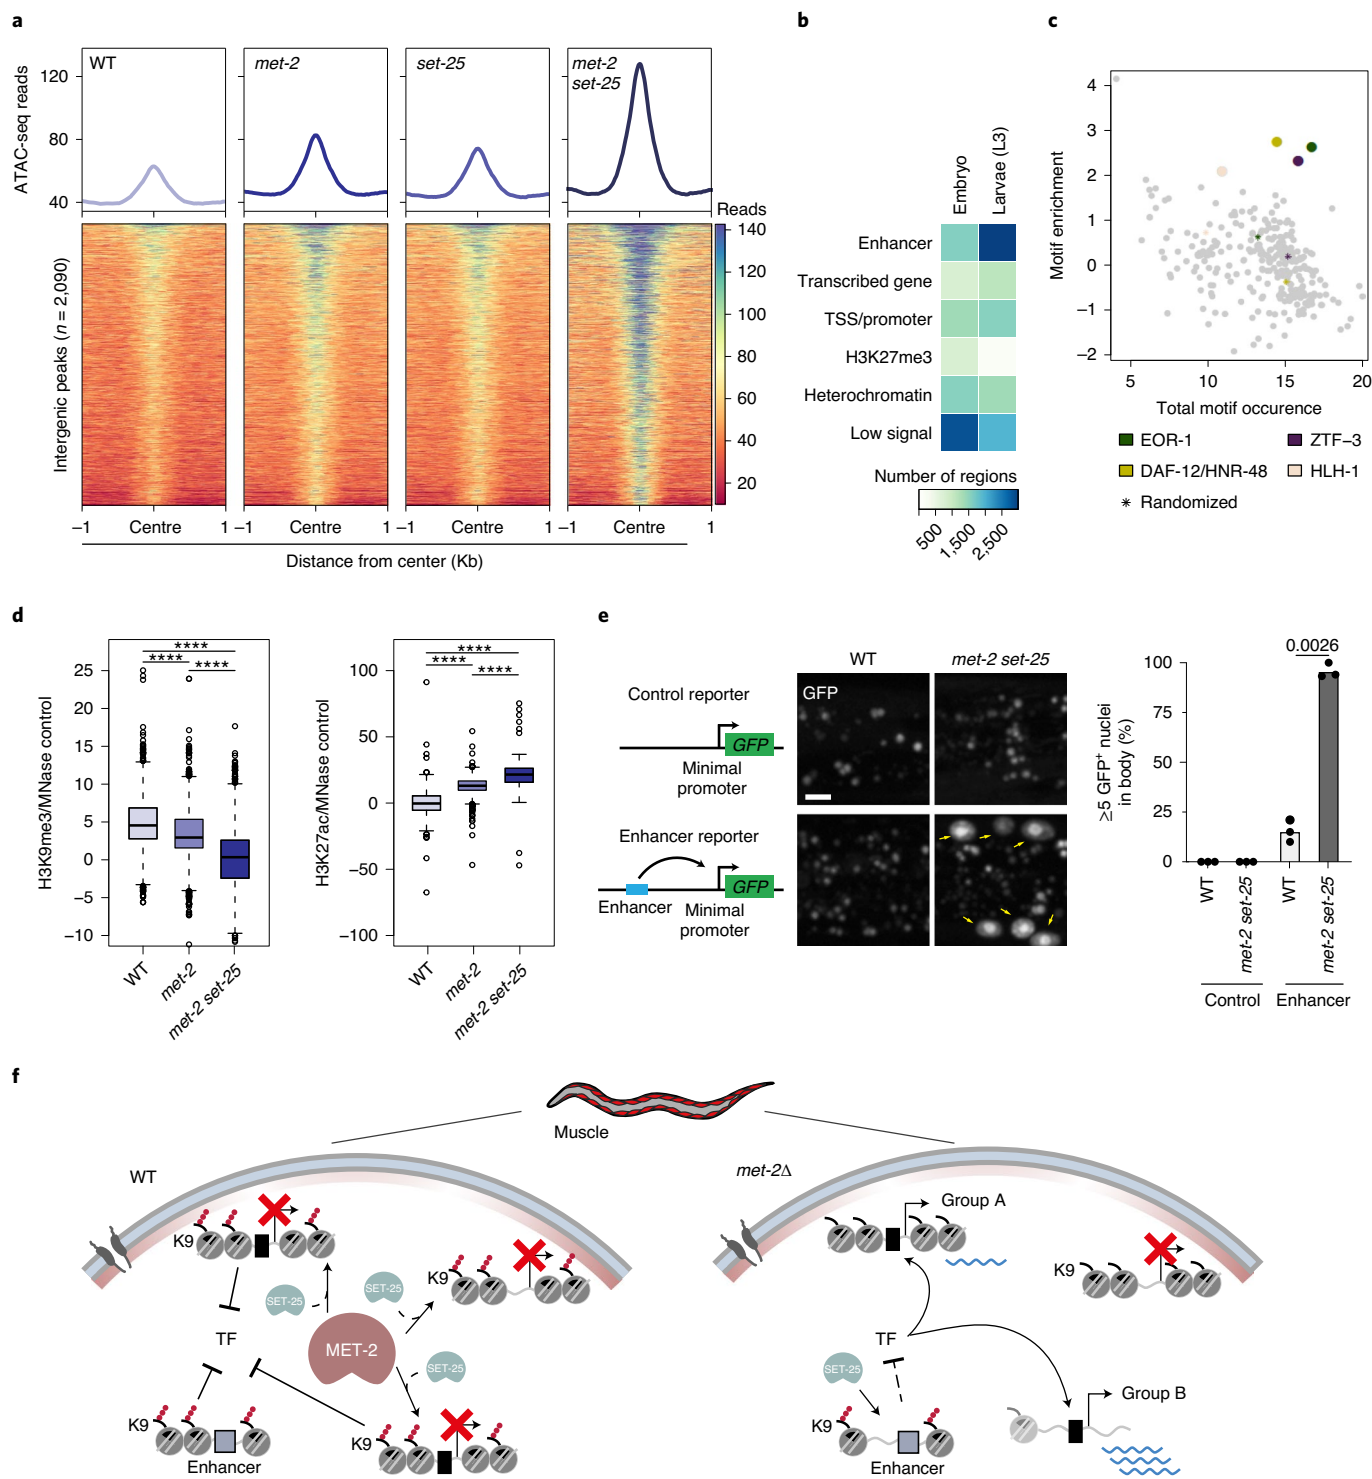 a
WT
met-2
set-25
met-2
set-25
ATAC-seq reads
120
80
40
Reads
140
120
100
80
60
40
20
Intergenic peaks (n = 2,090)
–1 Centre 1 –1 Centre 1 –1 Centre 1 –1 Centre 1
Distance from center (Kb)
b
Embryo
Larvae (L3)
Enhancer
Transcribed gene
TSS/promoter
H3K27me3
Heterochromatin
Low signal
Number of regions
500
1,500
2,500
c
Motif enrichment
4
3
2
1
0
–1
–2
5 10 15 20
Total motif occurence
EOR-1 ZTF–3
DAF-12/HNR-48 HLH-1
* Randomized
d
H3K9me3/MNase control
25
20
15
10
5
0
–5
–10
****
**** ****
WT
met-2
met-2 set-25
H3K27ac/MNase control
100
50
0
–50
–100
****
**** ****
WT
met-2
met-2 set-25
e
WT met-2 set-25
Control reporter
GFP
GFP
Minimal
promoter
Enhancer reporter
GFP
Enhancer
Minimal
promoter
≥5 GFP+ nuclei
in body (%)
100
75
50
25
0
0.0026
WT
met-2 set-25
WT
met-2 set-25
Control Enhancer
f
Muscle
WT
K9
SET-25
SET-25
K9
TF
MET-2
SET-25
K9
Enhancer
K9
met-2Δ
Group A
K9
TF
SET-25
K9
Enhancer
Group B